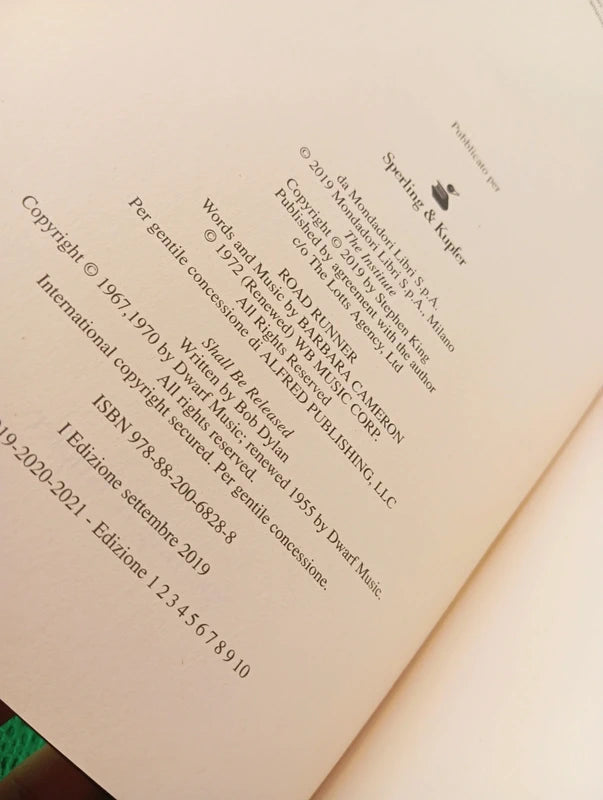 Pubblicato per
Sperling & Kupfer
da Mondadori Libri S.p.A.
© 2019 Mondadori Libri S.p.A., Milano
The Institute
Copyright © 2019 by Stephen King
Published by agreement with the author
c/o The Lotts Agency, Ltd
ROAD RUNNER
Words and Music by BARBARA CAMERON
© 1972 (Renewed) WB MUSIC CORP.
All Rights Reserved
Per gentile concessione di ALFRED PUBLISHING, LLC
Shall Be Released
Written by Bob Dylan
Copyright © 1967, 1970 by Dwarf Music; renewed 1955 by Dwarf Music.
All rights reserved.
International copyright secured. Per gentile concessione.
ISBN 978-88-200-6828-8
I Edizione settembre 2019
019-2020-2021 - Edizione 1 2 3 4 5 6 7 8 9 10